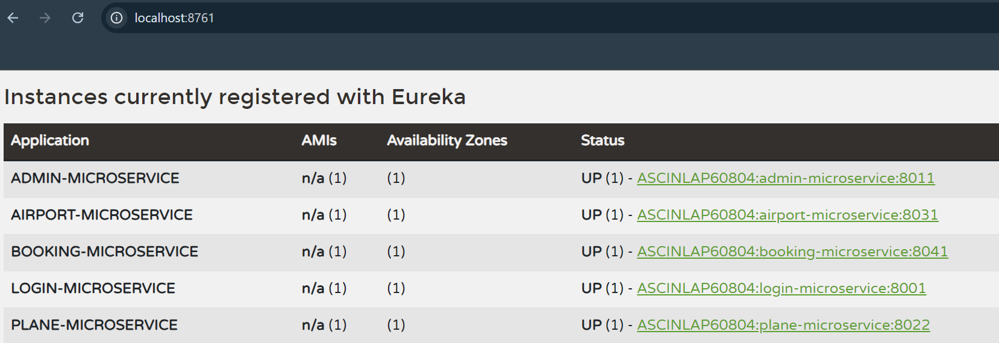 localhost:8761
Instances currently registered with Eureka
Application AMIs Availability Zones Status
ADMIN-MICROSERVICE n/a (1) (1) UP (1) - ASCINLAP60804:admin-microservice:8011
AIRPORT-MICROSERVICE n/a (1) (1) UP (1) - ASCINLAP60804:airport-microservice:8031
BOOKING-MICROSERVICE n/a (1) (1) UP (1) - ASCINLAP60804:booking-microservice:8041
LOGIN-MICROSERVICE n/a (1) (1) UP (1) - ASCINLAP60804:login-microservice:8001
PLANE-MICROSERVICE n/a (1) (1) UP (1) - ASCINLAP60804:plane-microservice:8022